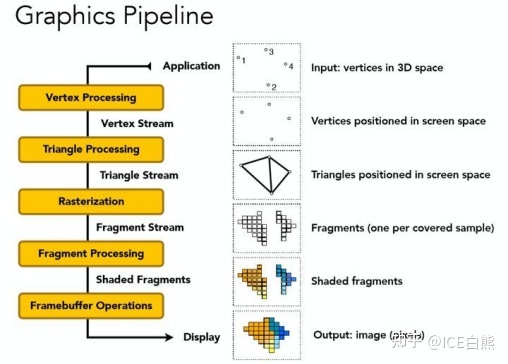 Graphics Pipeline
Application
Input: vertices in 3D space
1
3
4
2
Vertex Processing
Vertex Stream
Vertices positioned in screen space
Triangle Processing
Triangle Stream
Triangles positioned in screen space
Rasterization
Fragment Stream
Fragments (one per covered sample)
Fragment Processing
Shaded Fragments
Shaded fragments
Framebuffer Operations
Display
Output: image (pixels)
知乎 @ICE白熊